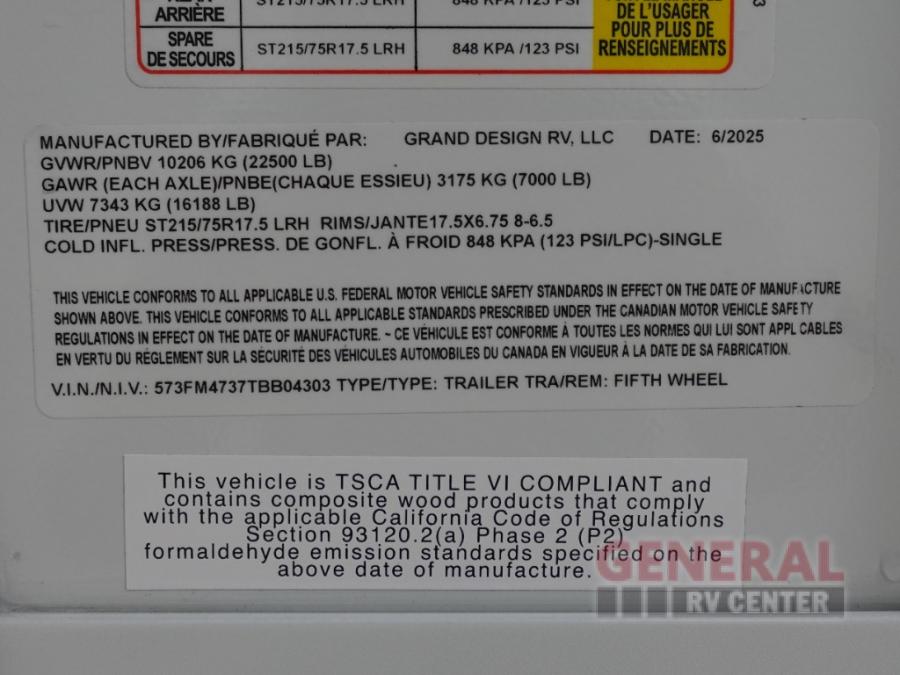 ARRIÈRE ST215/75R17.5 LRH 848 KPA /123 PSI
DE L'USAGER
POUR PLUS DE
RENSEIGNEMENTS
SPARE
DE SECOURS ST215/75R17.5 LRH 848 KPA /123 PSI
MANUFACTURED BY/FABRIQUÉ PAR: GRAND DESIGN RV, LLC DATE: 6/2025
GVWR/PNBV 10206 KG (22500 LB)
GAWR (EACH AXLE)/PNBE(CHAQUE ESSIEU) 3175 KG (7000 LB)
UVW 7343 KG (16188 LB)
TIRE/PNEU ST215/75R17.5 LRH RIMS/JANTE17.5X6.75 8-6.5
COLD INFL. PRESS/PRESS. DE GONFL. À FROID 848 KPA (123 PSI/LPC)-SINGLE
THIS VEHICLE CONFORMS TO ALL APPLICABLE U.S. FEDERAL MOTOR VEHICLE SAFETY STANDARDS IN EFFECT ON THE DATE OF MANUFACTURE
SHOWN ABOVE. THIS VEHICLE CONFORMS TO ALL APPLICABLE STANDARDS PRESCRIBED UNDER THE CANADIAN MOTOR VEHICLE SAFETY
REGULATIONS IN EFFECT ON THE DATE OF MANUFACTURE. ~ CE VÉHICULE EST CONFORME À TOUTES LES NORMES QUI LUI SONT APPLICABLES
EN VERTU DU RÉGLEMENT SUR LA SÉCURITÉ DES VÉHICULES AUTOMOBILES DU CANADA EN VIGUEUR À LA DATE DE SA FABRICATION.
V.I.N./N.I.V.: 573FM4737TBB04303 TYPE/TYPE: TRAILER TRA/REM: FIFTH WHEEL
This vehicle is TSCA TITLE VI COMPLIANT and
contains composite wood products that comply
with the applicable California Code of Regulations
Section 93120.2(a) Phase 2 (P2)
formaldehyde emission standards specified on the
above date of manufacture.
GENERAL
RV CENTER